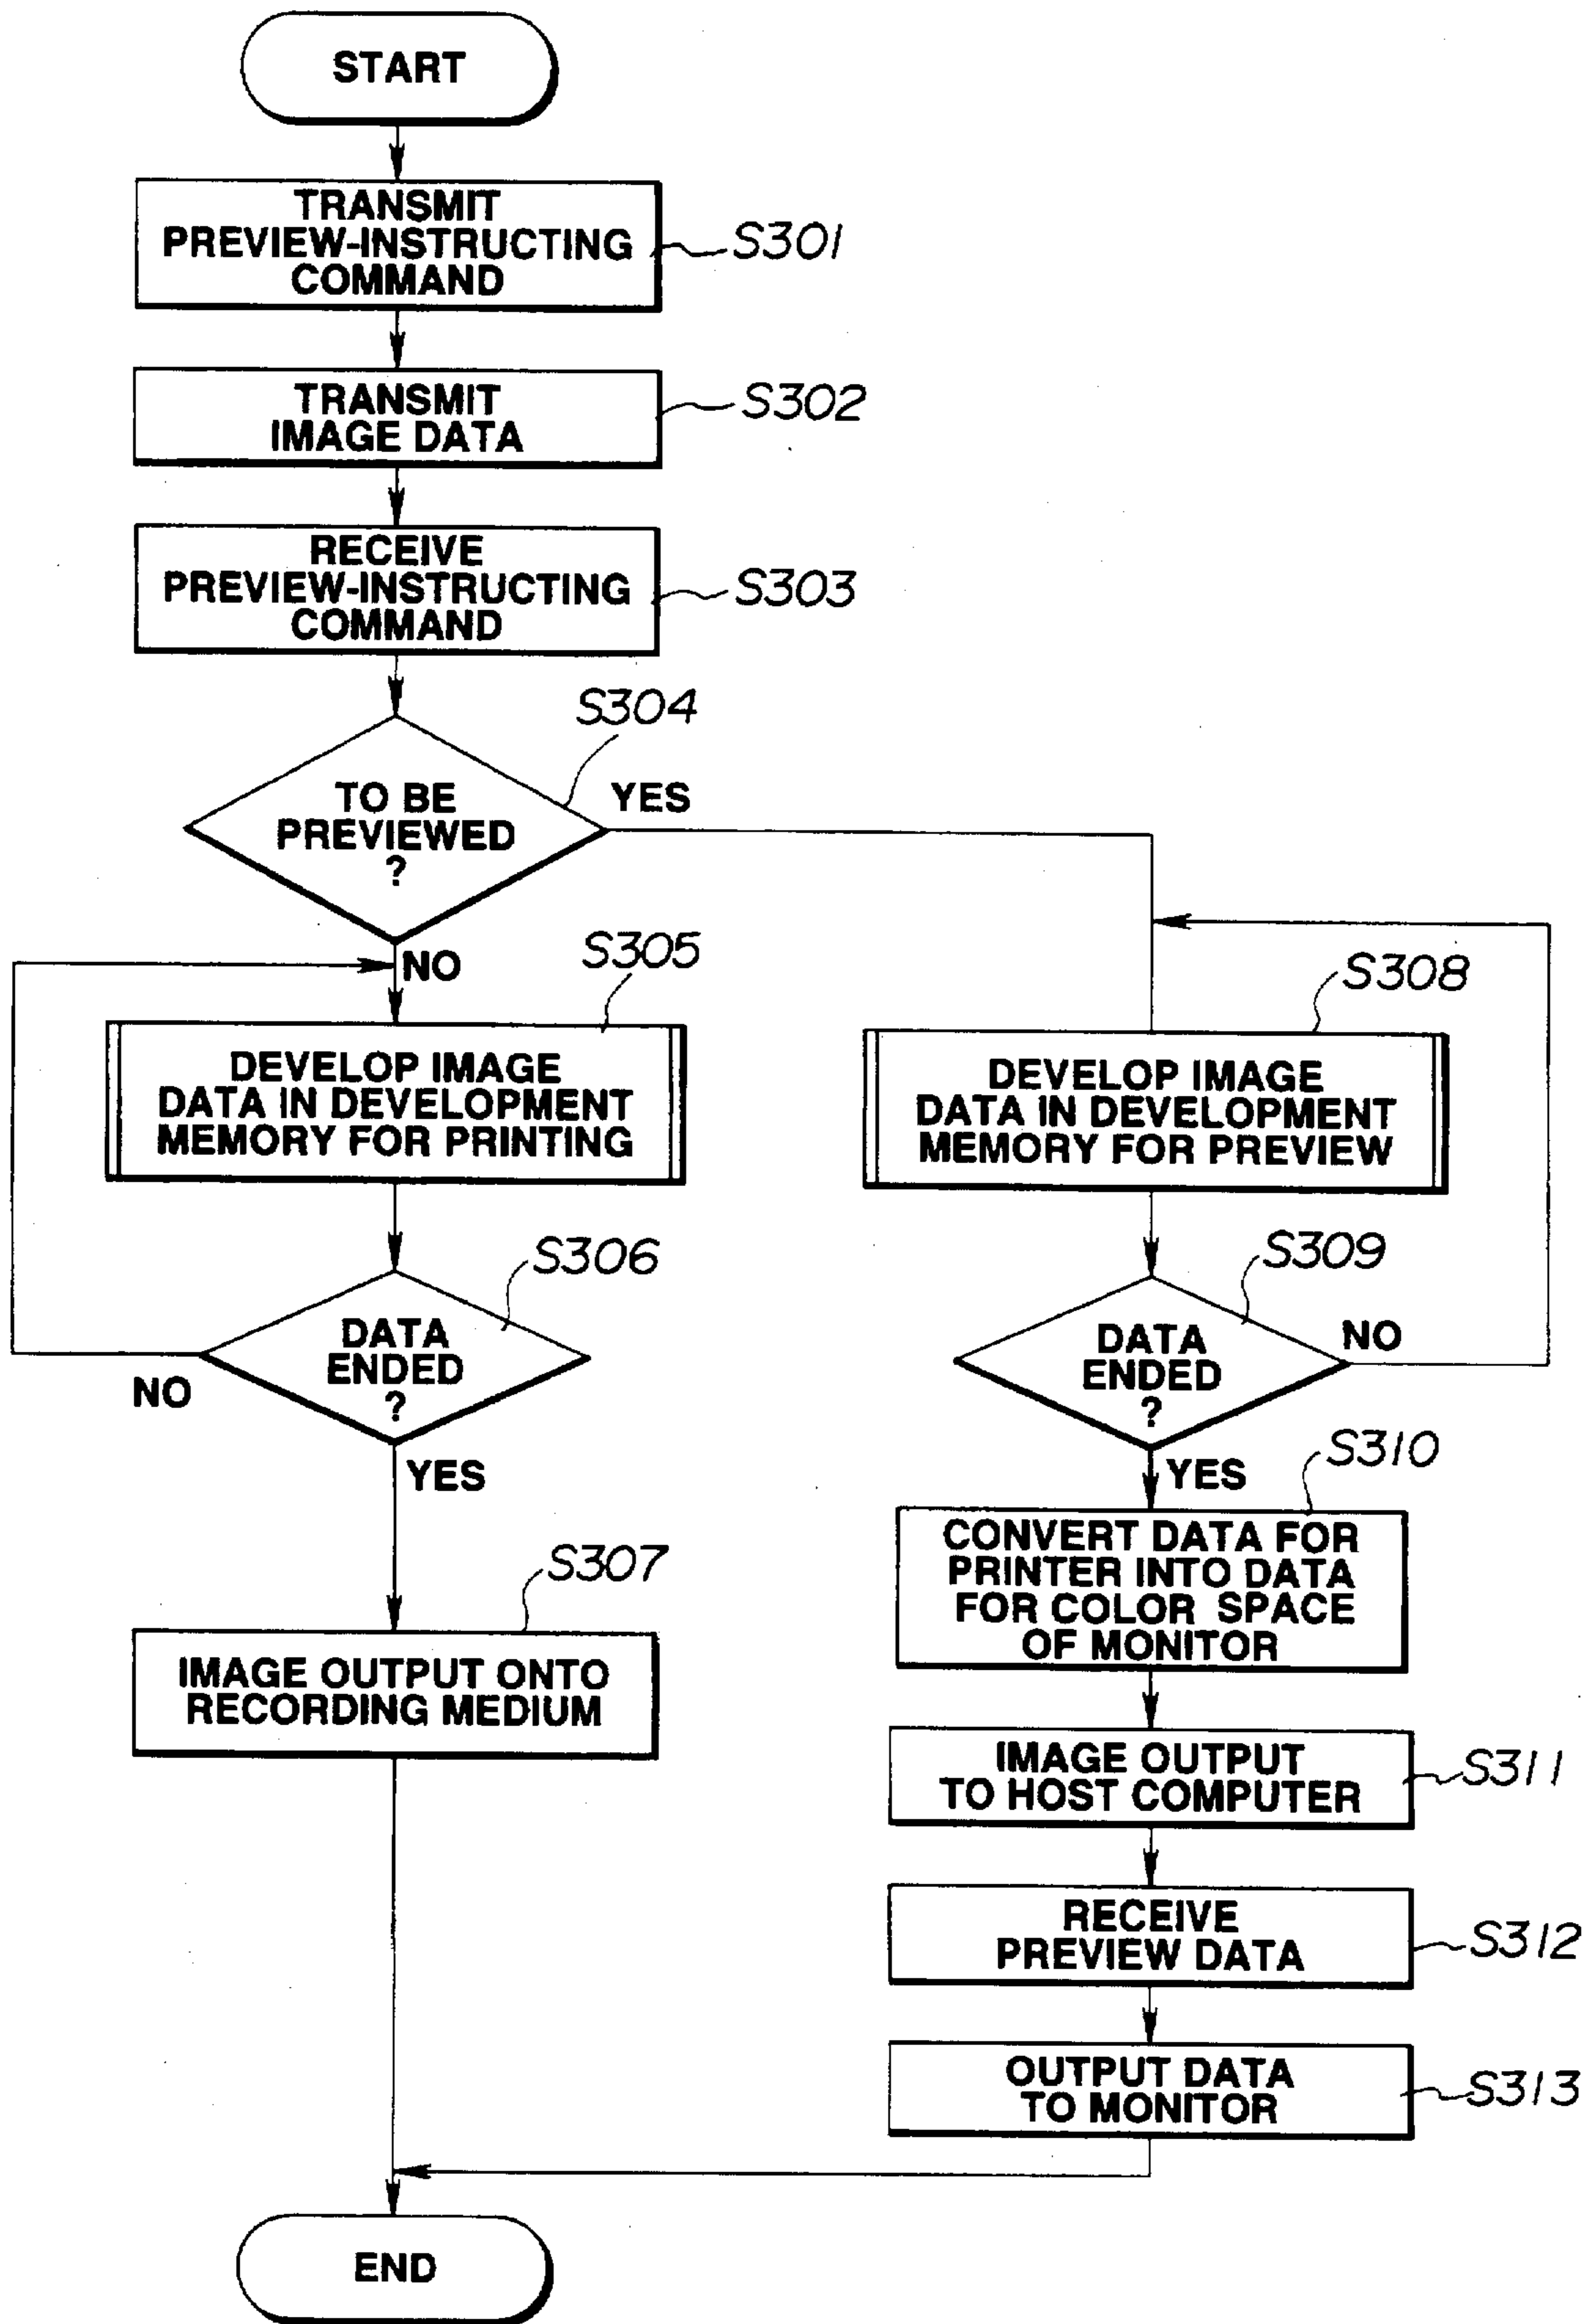 START
TRANSMIT
PREVIEW-INSTRUCTING
COMMAND
S301
TRANSMIT
IMAGE DATA
S302
RECEIVE
PREVIEW-INSTRUCTING
COMMAND
S303
S304
TO BE
PREVIEWED
?
YES
NO
S305
DEVELOP IMAGE
DATA IN DEVELOPMENT
MEMORY FOR PRINTING
S306
DATA
ENDED
?
NO
YES
S307
IMAGE OUTPUT ONTO
RECORDING MEDIUM
S308
DEVELOP IMAGE
DATA IN DEVELOPMENT
MEMORY FOR PREVIEW
S309
DATA
ENDED
?
NO
YES
S310
CONVERT DATA FOR
PRINTER INTO DATA
FOR COLOR SPACE
OF MONITOR
IMAGE OUTPUT
TO HOST COMPUTER
S311
RECEIVE
PREVIEW DATA
S312
OUTPUT DATA
TO MONITOR
S313
END